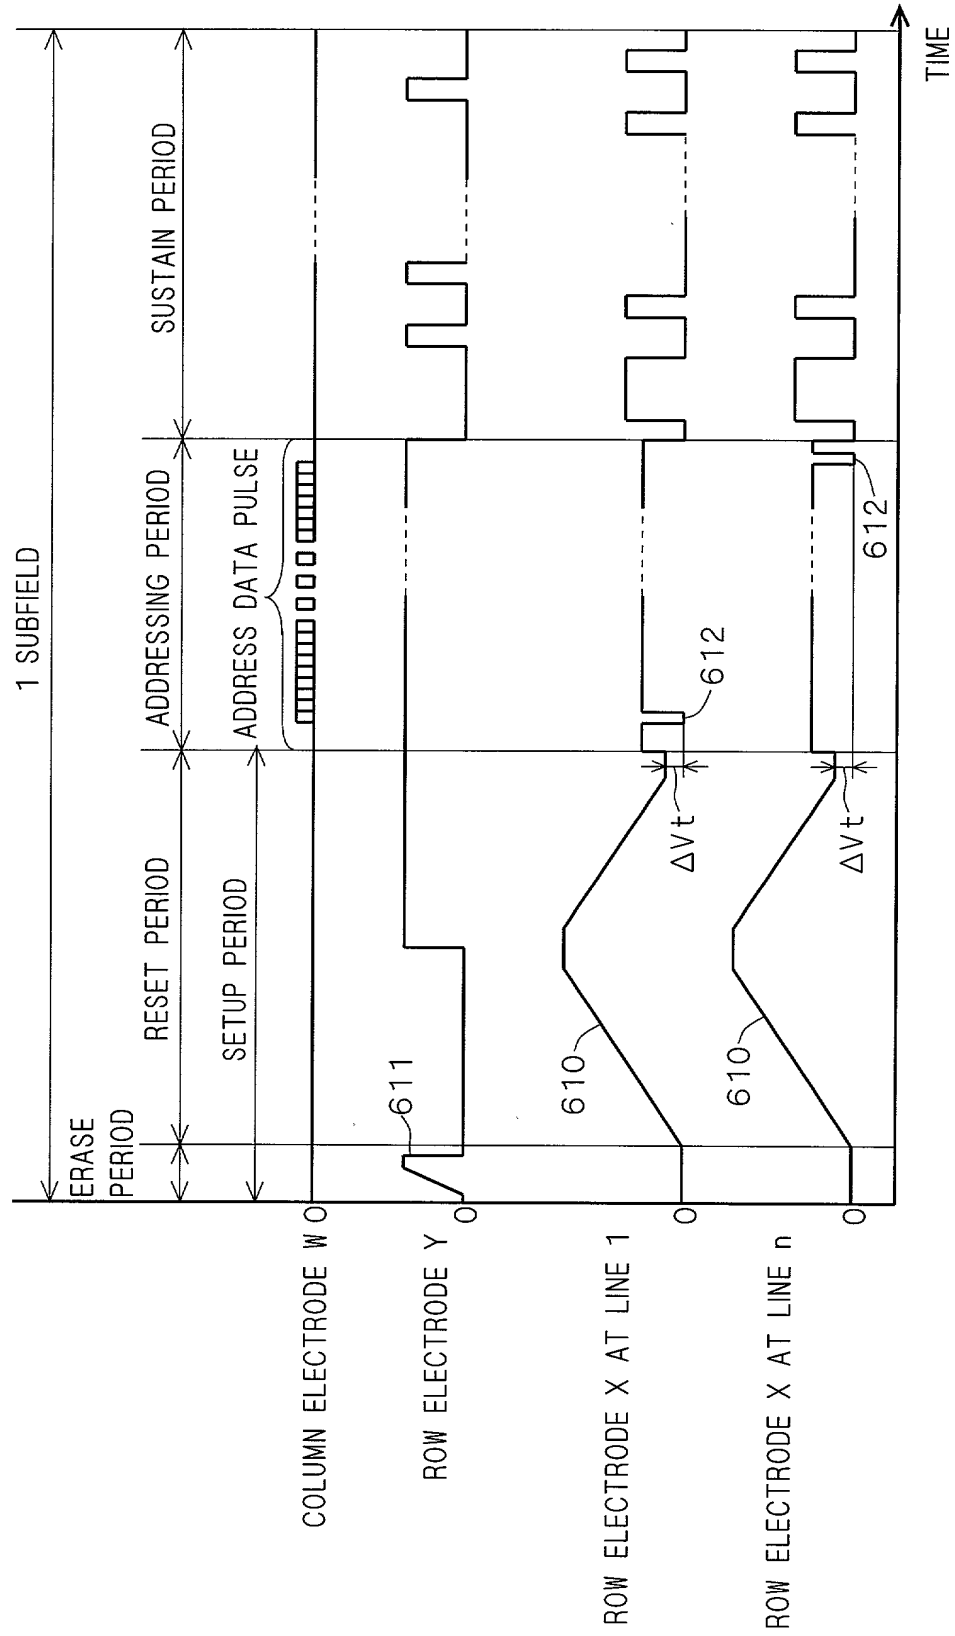 1 SUBFIELD
ERASE
PERIOD
RESET PERIOD
ADDRESSING PERIOD
SUSTAIN PERIOD
SETUP PERIOD
ADDRESS DATA PULSE
COLUMN ELECTRODE W 0
ROW ELECTRODE Y 0
611
ROW ELECTRODE X AT LINE 1 0
610
ΔVt
612
ROW ELECTRODE X AT LINE n 0
610
ΔVt
612
TIME